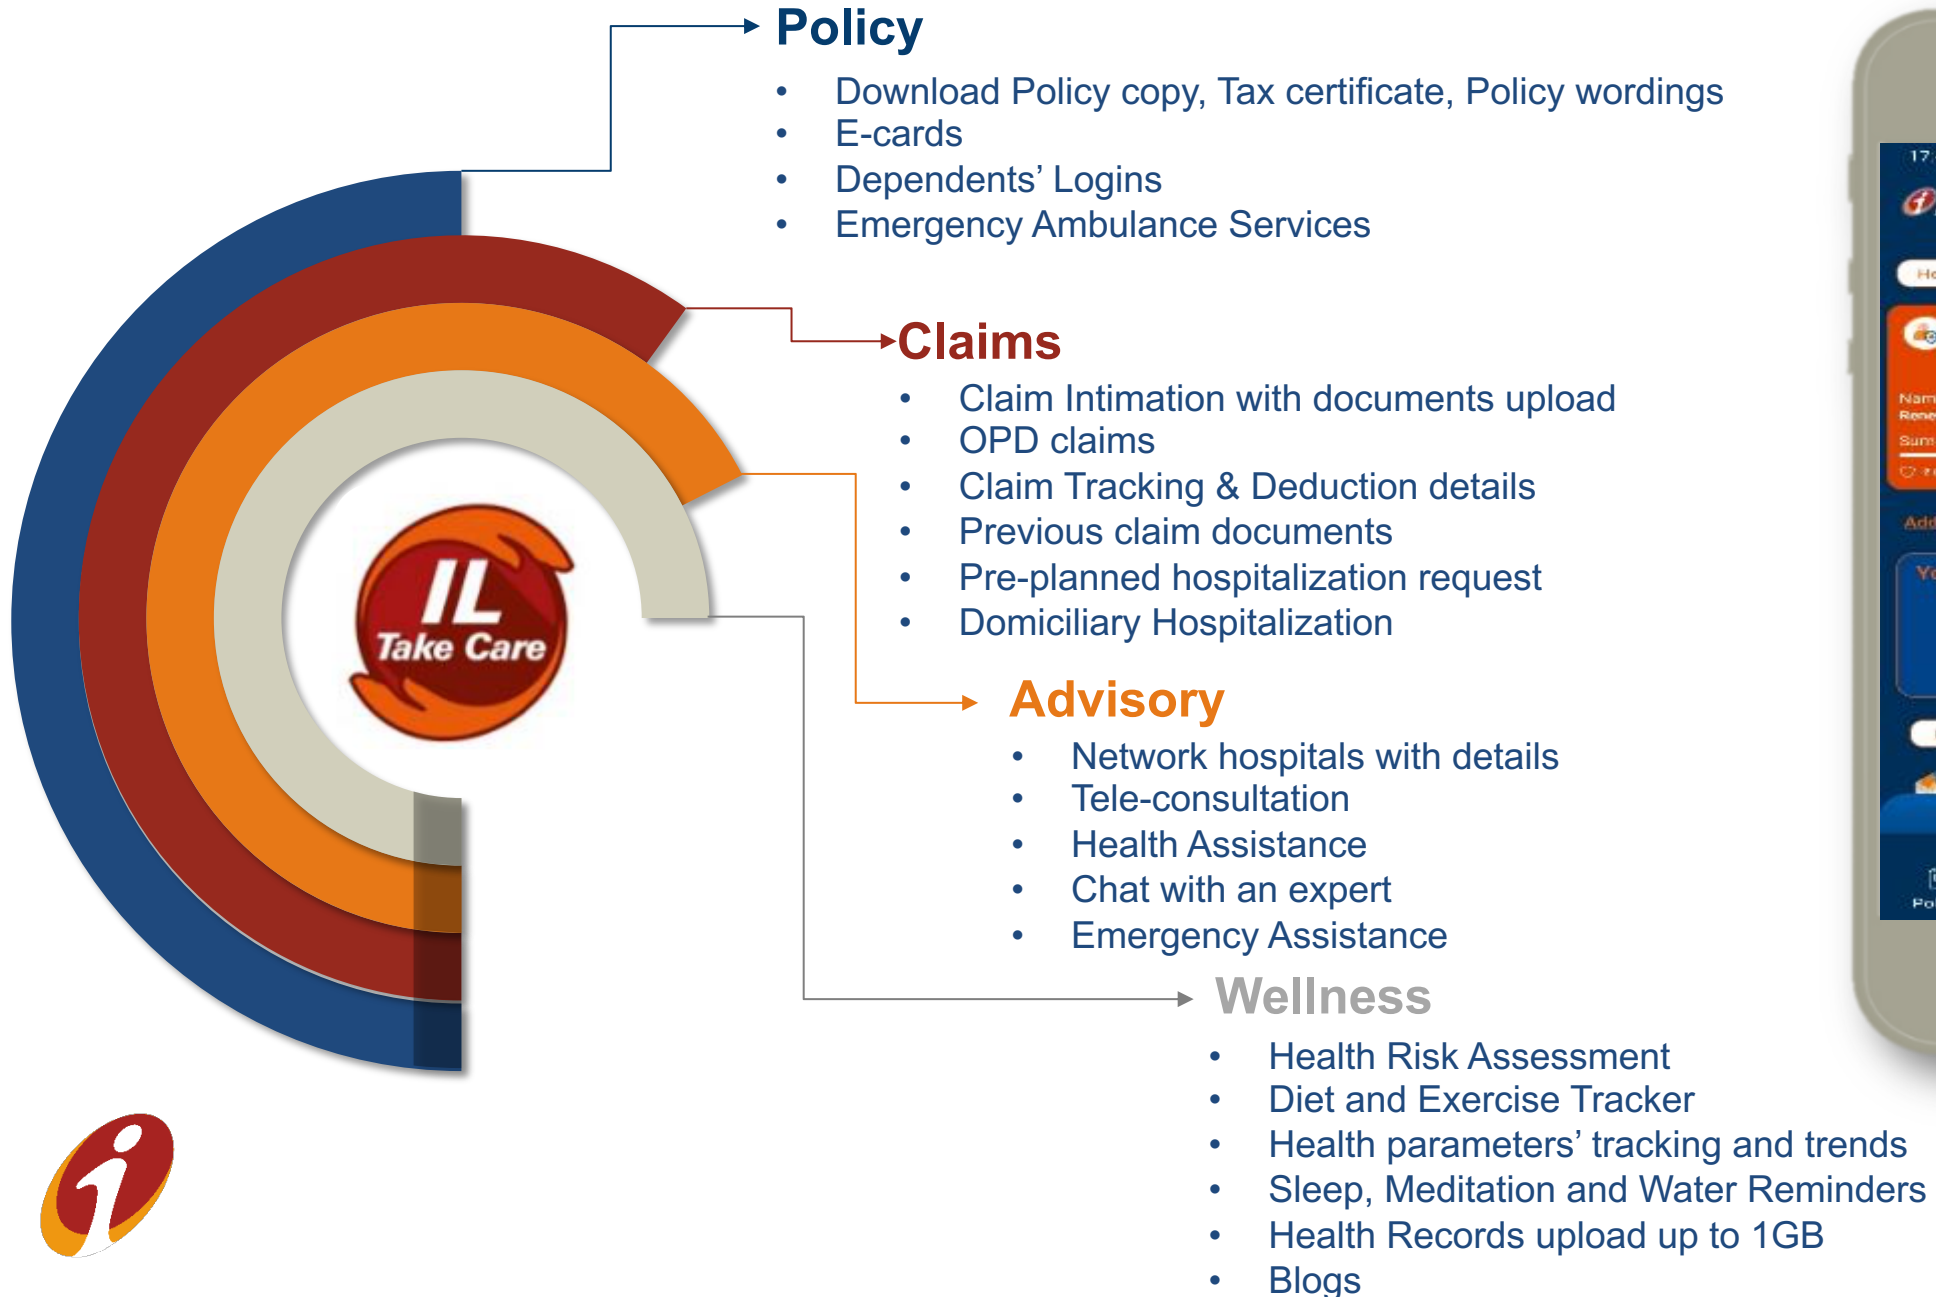 Policy
• Download Policy copy, Tax certificate, Policy wordings
• E-cards
• Dependents’ Logins
• Emergency Ambulance Services
Claims
• Claim Intimation with documents upload
• OPD claims
• Claim Tracking & Deduction details
• Previous claim documents
• Pre-planned hospitalization request
• Domiciliary Hospitalization
IL
Take Care
Advisory
• Network hospitals with details
• Tele-consultation
• Health Assistance
• Chat with an expert
• Emergency Assistance
Wellness
• Health Risk Assessment
• Diet and Exercise Tracker
• Health parameters’ tracking and trends
• Sleep, Meditation and Water Reminders
• Health Records upload up to 1GB
• Blogs
17
Sum
Add